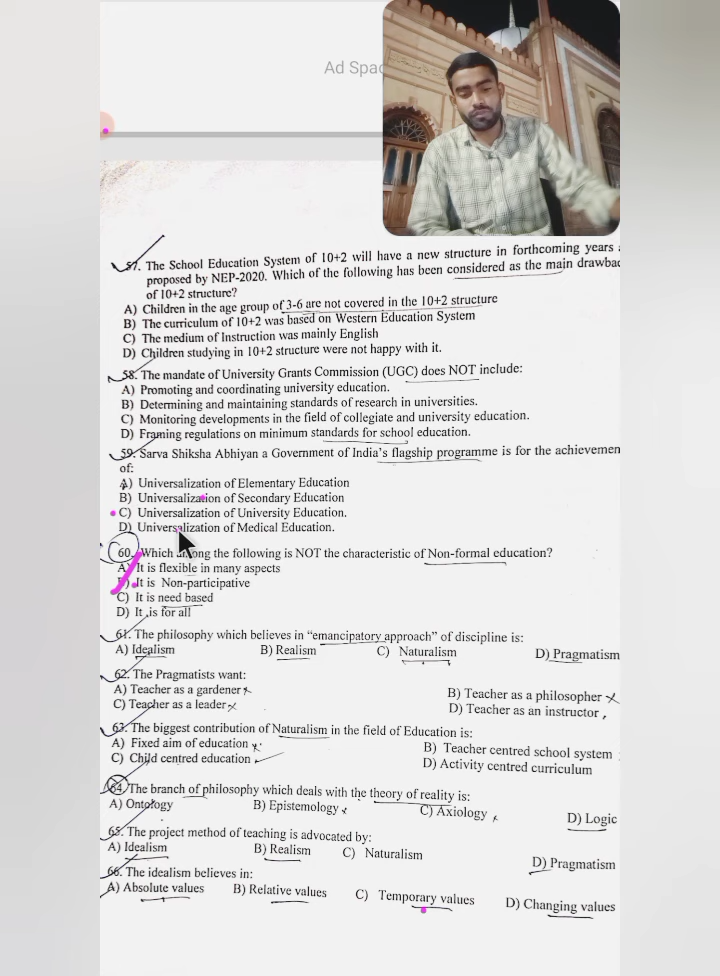 Ad Spac
57. The School Education System of 10+2 will have a new structure in forthcoming years
proposed by NEP-2020. Which of the following has been considered as the main drawbac
of 10+2 structure?
A) Children in the age group of 3-6 are not covered in the 10+2 structure
B) The curriculum of 10+2 was based on Western Education System
C) The medium of Instruction was mainly English
D) Children studying in 10+2 structure were not happy with it.
58. The mandate of University Grants Commission (UGC) does NOT include:
A) Promoting and coordinating university education.
B) Determining and maintaining standards of research in universities.
C) Monitoring developments in the field of collegiate and university education.
D) Framing regulations on minimum standards for school education.
59. Sarva Shiksha Abhiyan a Government of India's flagship programme is for the achievemen
of:
A) Universalization of Elementary Education
B) Universalization of Secondary Education
C) Universalization of University Education.
D) Universalization of Medical Education.
60. Which among the following is NOT the characteristic of Non-formal education?
A) It is flexible in many aspects
B) It is Non-participative
C) It is need based
D) It is for all
61. The philosophy which believes in "emancipatory approach" of discipline is:
A) Idealism B) Realism C) Naturalism D) Pragmatism
62. The Pragmatists want:
A) Teacher as a gardener B) Teacher as a philosopher
C) Teacher as a leader D) Teacher as an instructor
63. The biggest contribution of Naturalism in the field of Education is:
A) Fixed aim of education B) Teacher centred school system
C) Child centred education D) Activity centred curriculum
64. The branch of philosophy which deals with the theory of reality is:
A) Ontology B) Epistemology C) Axiology D) Logic
65. The project method of teaching is advocated by:
A) Idealism B) Realism C) Naturalism D) Pragmatism
66. The idealism believes in:
A) Absolute values B) Relative values C) Temporary values D) Changing values